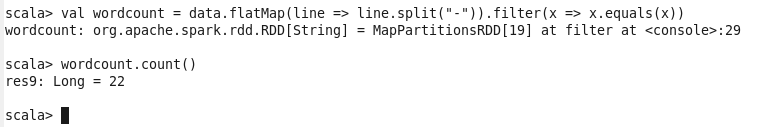 scala> val wordcount = data.flatMap(line => line.split("-")).filter(x => x.equals(x))
wordcount: org.apache.spark.rdd.RDD[String] = MapPartitionsRDD[19] at filter at <console>:29
scala> wordcount.count()
res9: Long = 22
scala>